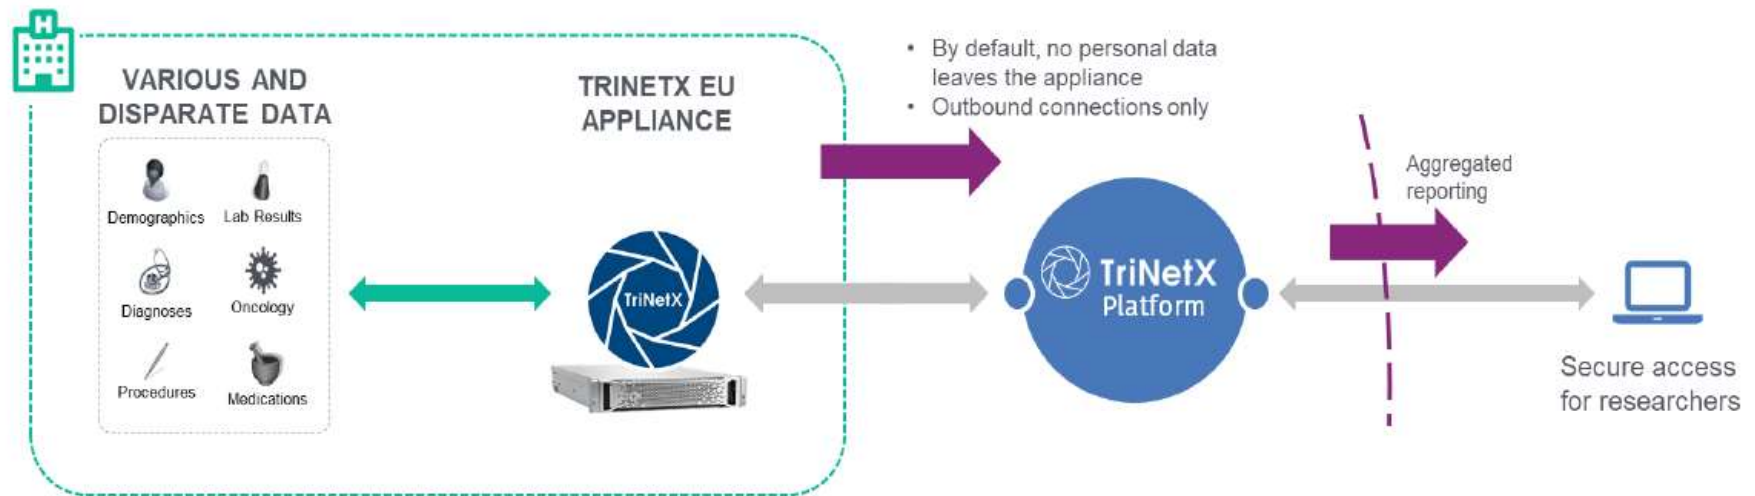 H
VARIOUS AND
DISPARATE DATA
Demographics
Lab Results
Diagnoses
Oncology
Procedures
Medications
TRINETX EU
APPLIANCE
TriNetX
• By default, no personal data
leaves the appliance
• Outbound connections only
TriNetX
Platform
Aggregated
reporting
Secure access
for researchers